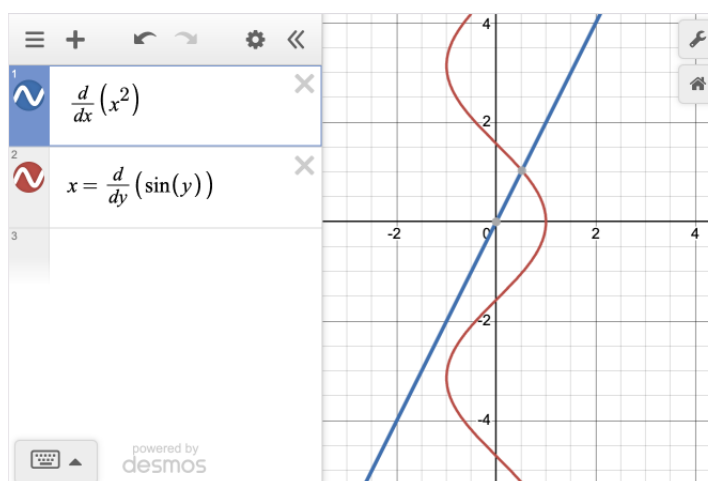 1
d/dx (x²)
2
x = d/dy (sin(y))
3
powered by
desmos
4
2
-2 0 2 4
-2
-4